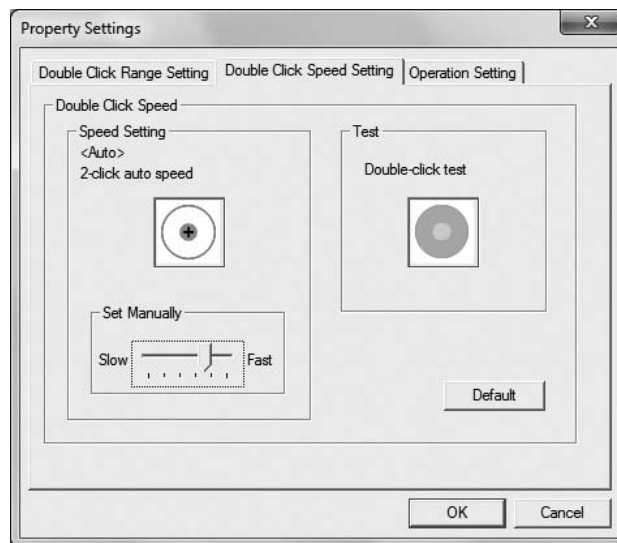 Property Settings
X
Double Click Range Setting
Double Click Speed Setting
Operation Setting
Double Click Speed
Speed Setting
<Auto>
2-click auto speed
Test
Double-click test
Set Manually
Slow
Fast
Default
OK
Cancel